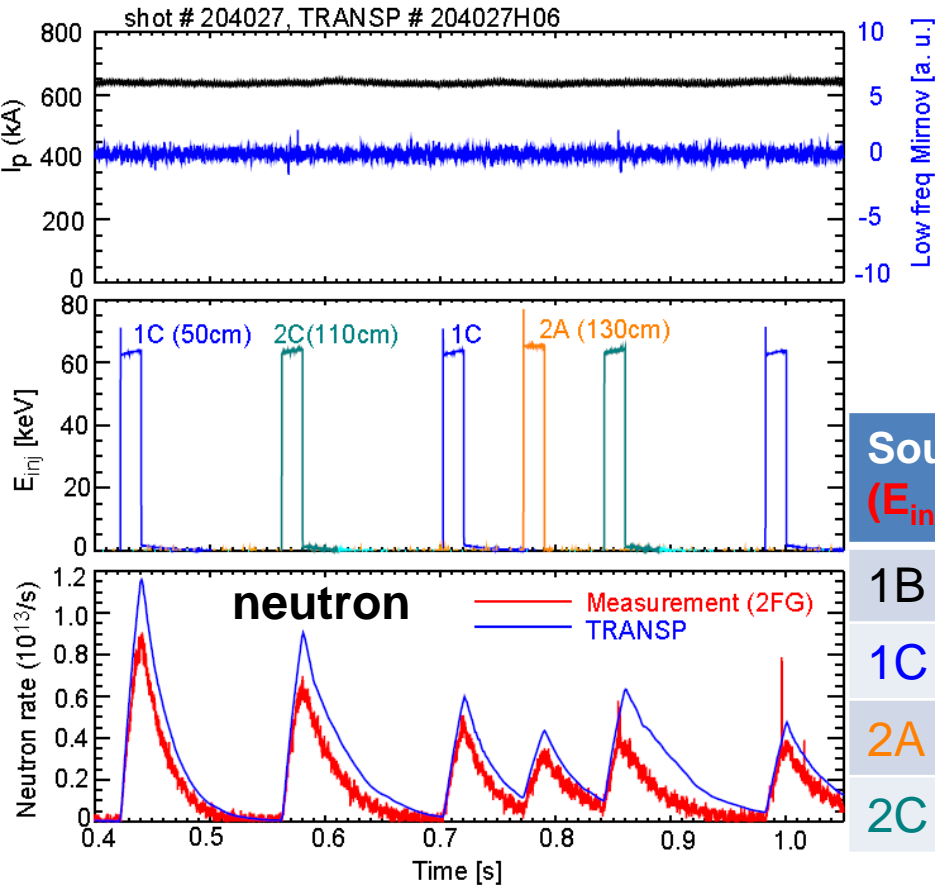 shot # 204027, TRANSP # 204027H06
800
600
400
200
0
Ip (kA)
10
5
0
-5
-10
Low freq Mirnov [a. u.]
80
60
40
20
0
E_inj [keV]
1C (50cm)
2C(110cm)
1C
2A (130cm)
1.2
1.0
0.8
0.6
0.4
0.2
0
Neutron rate (10^13/s)
neutron
Measurement (2FG)
TRANSP
0.4 0.5 0.6 0.7 0.8 0.9 1.0
Time [s]
Sou
(E_in
1B
1C
2A
2C